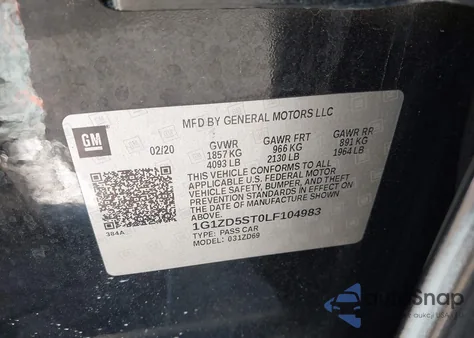 MFD BY GENERAL MOTORS LLC
GM
02/20
GVWR GAWR FRT GAWR RR
1857 KG 966 KG 891 KG
4093 LB 2130 LB 1964 LB
THIS VEHICLE CONFORMS TO ALL
APPLICABLE U.S. FEDERAL MOTOR
VEHICLE SAFETY, BUMPER, AND THEFT
PREVENTION STANDARDS IN EFFECT ON
THE DATE OF MANUFACTURE SHOWN
ABOVE.
1G1ZD5ST0LF104983
TYPE: PASS CAR
384A
MODEL: 031ZD69
autoSnap